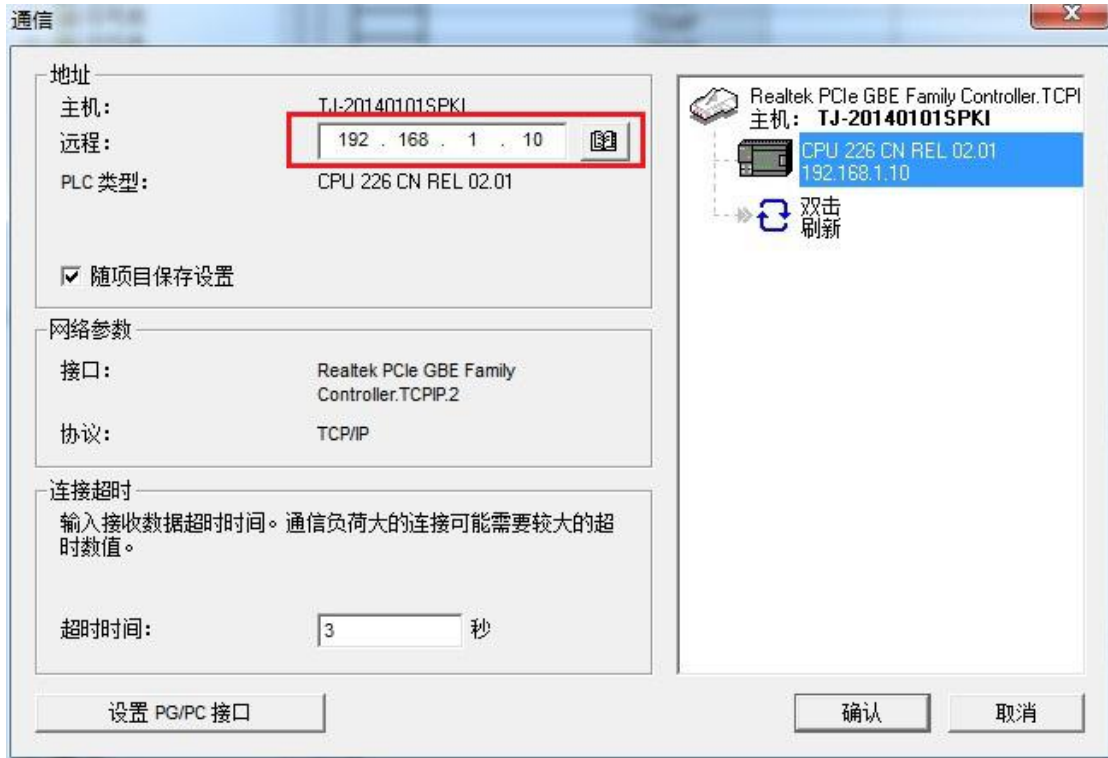 通信
地址
主机：
TJ-20140101SPKI
远程：
192 . 168 . 1 . 10
PLC 类型：
CPU 226 CN REL 02.01
随项目保存设置
网络参数
接口：
Realtek PCIe GBE Family
Controller.TCPIP.2
协议：
TCP/IP
连接超时
输入接收数据超时时间。通信负荷大的连接可能需要较大的超
时数值。
超时时间：
3 秒
设置 PG/PC 接口
Realtek PCIe GBE Family Controller.TCPI
主机： TJ-20140101SPKI
CPU 226 CN REL 02.01
192.168.1.10
双击
刷新
确认
取消